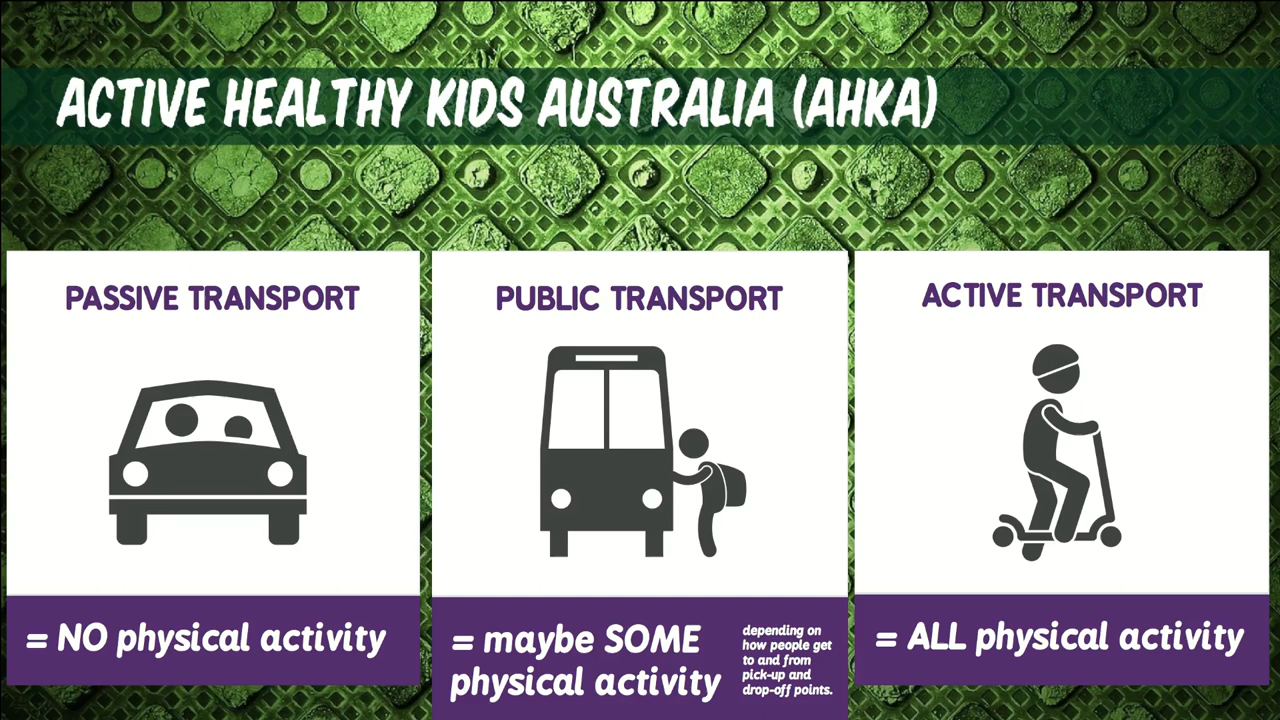 ACTIVE HEALTHY KIDS AUSTRALIA (AHKA)
PASSIVE TRANSPORT
= NO physical activity
PUBLIC TRANSPORT
= maybe SOME
physical activity
depending on
how people get
to and from
pick-up and
drop-off points.
ACTIVE TRANSPORT
= ALL physical activity